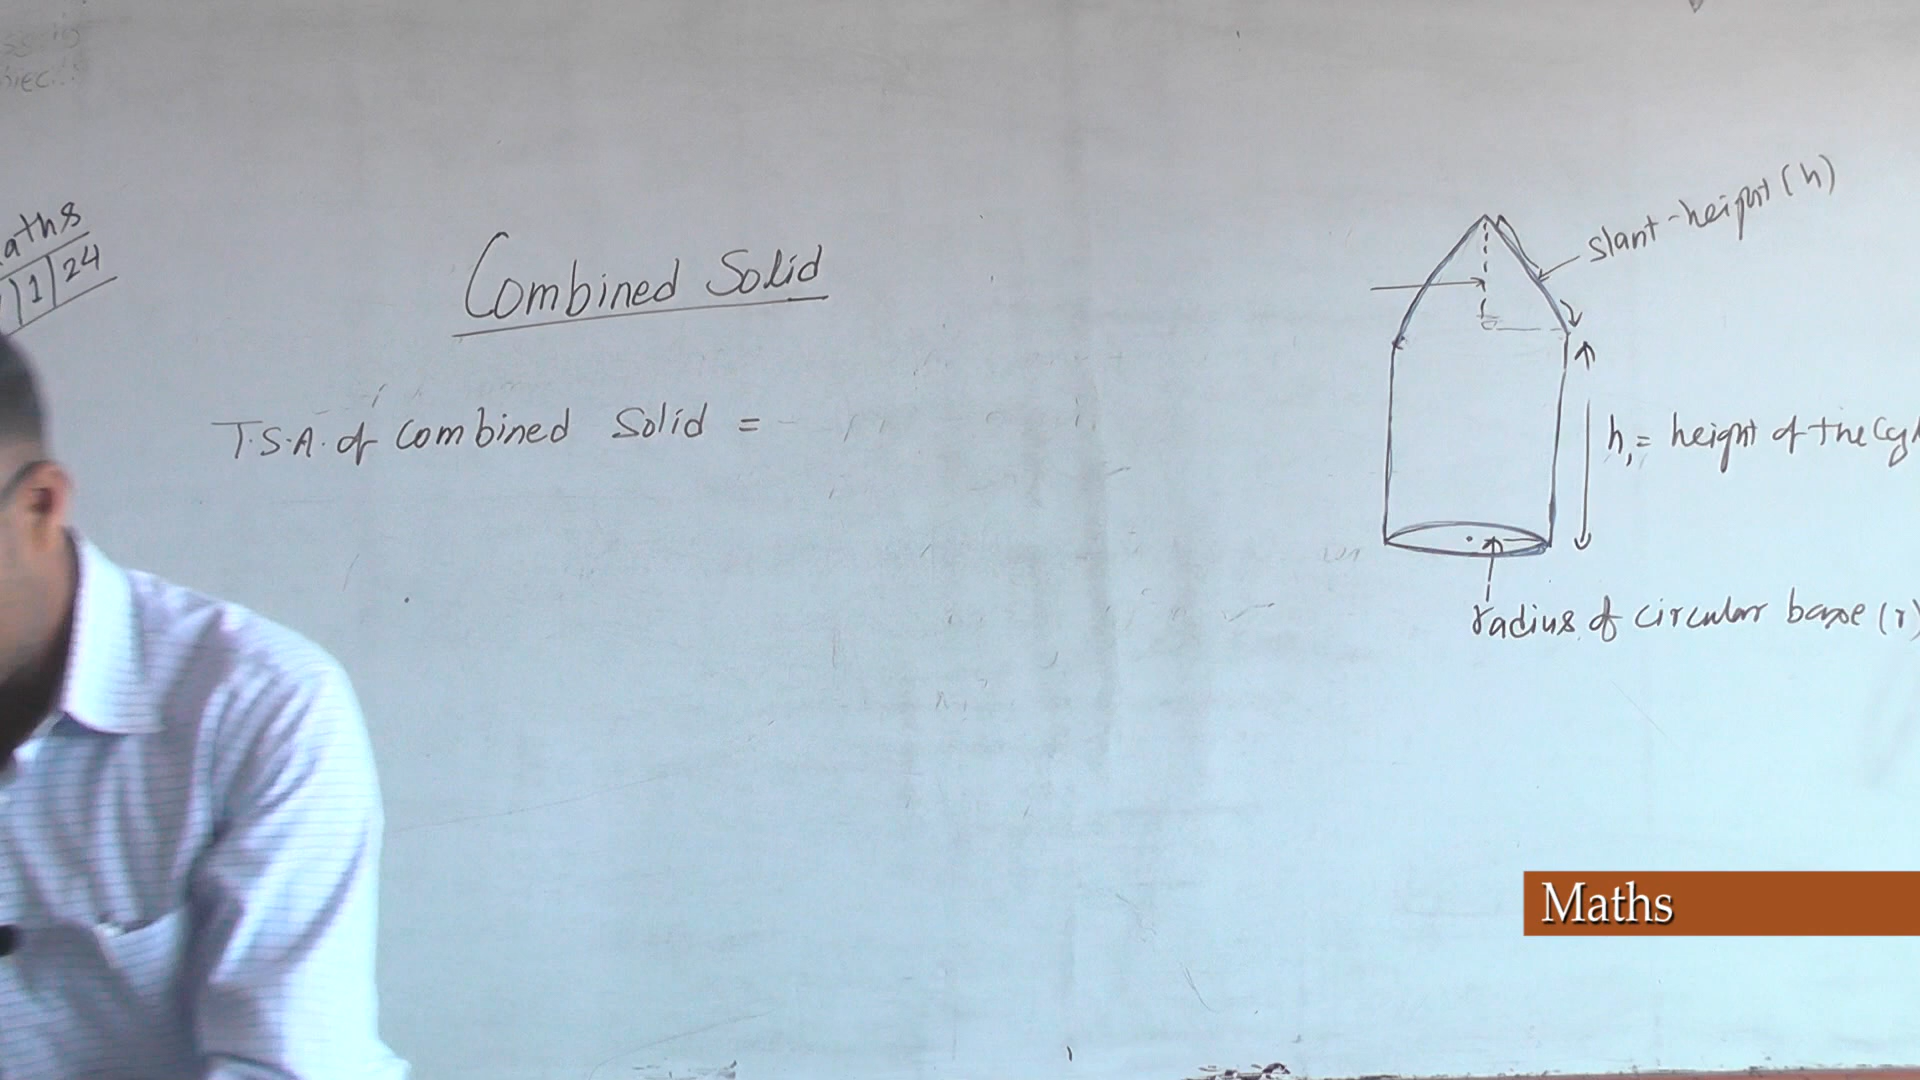 aths
1/24
Combined Solid
T.S.A. of Combined Solid =
slant-height (h)
h₁ = height of the Cyl
radius of circular base (r)
Maths